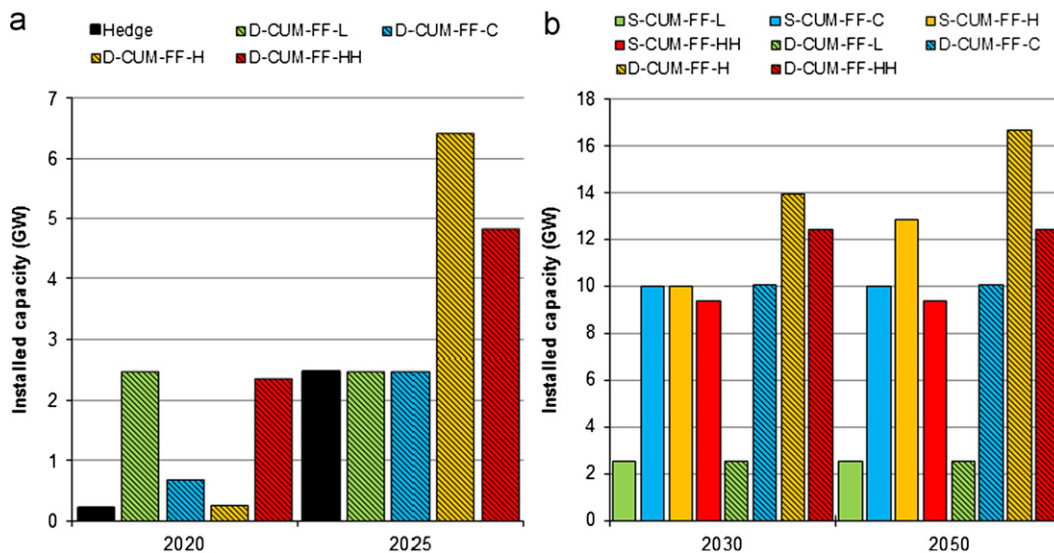 a
Hedge D-CUM-FF-L D-CUM-FF-C
D-CUM-FF-H D-CUM-FF-HH
Installed capacity (GW)
7
6
5
4
3
2
1
0
2020 2025
b
S-CUM-FF-L S-CUM-FF-C S-CUM-FF-H
S-CUM-FF-HH D-CUM-FF-L D-CUM-FF-C
D-CUM-FF-H D-CUM-FF-HH
Installed capacity (GW)
18
16
14
12
10
8
6
4
2
0
2030 2050